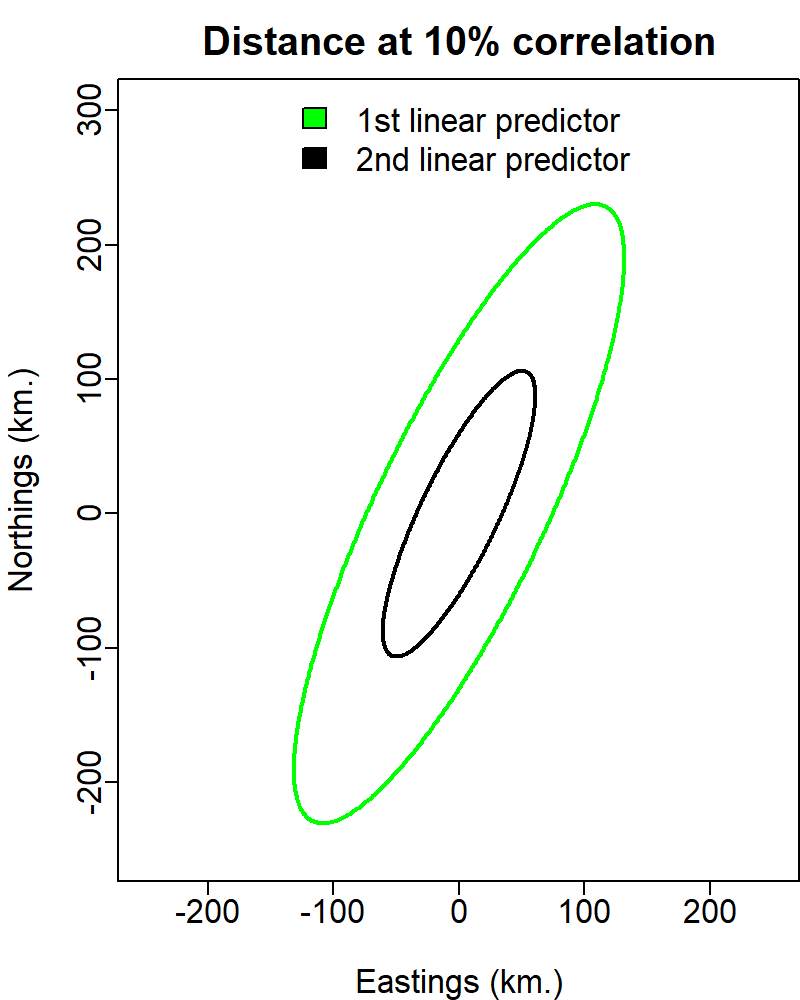 Distance at 10% correlation
1st linear predictor
2nd linear predictor
300
200
100
0
-100
-200
Northings (km.)
-200 -100 0 100 200
Eastings (km.)